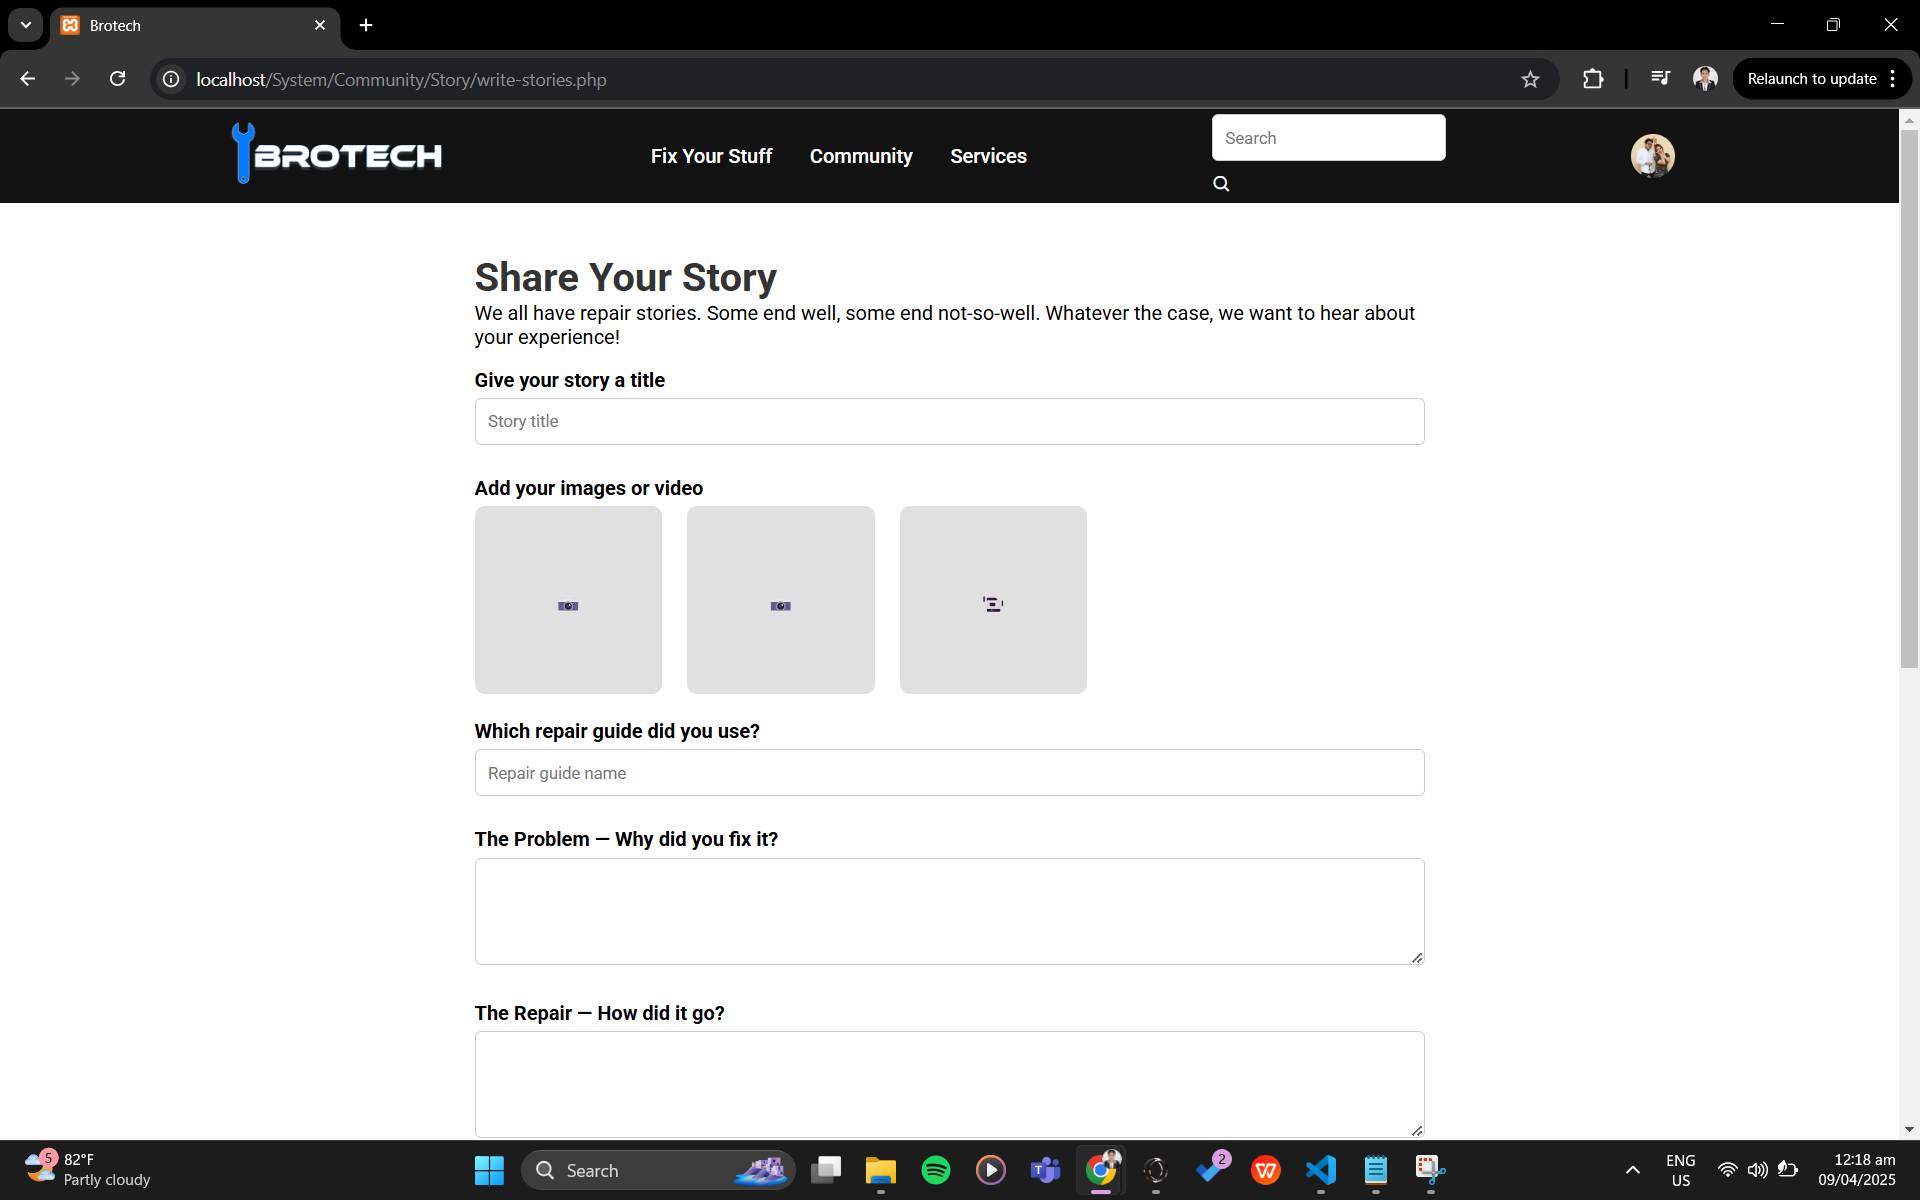 Brotech
localhost/System/Community/Story/write-stories.php
Relaunch to update
BROTECH
Fix Your Stuff
Community
Services
Search
Share Your Story
We all have repair stories. Some end well, some end not-so-well. Whatever the case, we want to hear about
your experience!
Give your story a title
Story title
Add your images or video
Which repair guide did you use?
Repair guide name
The Problem — Why did you fix it?
The Repair — How did it go?
5
82°F
Partly cloudy
Search
T
2
W
ENG
US
12:18 am
09/04/2025